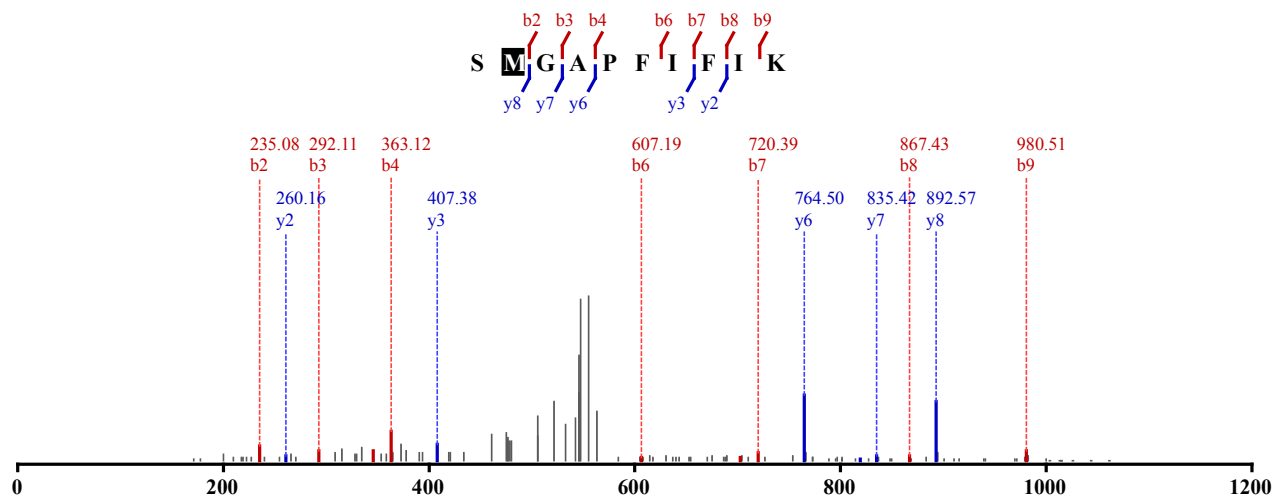 b2 b3 b4 b6 b7 b8 b9
S M G A P F I F I K
y8 y7 y6 y3 y2
235.08 292.11 363.12 607.19 720.39 867.43 980.51
b2 b3 b4 b6 b7 b8 b9
260.16 407.38 764.50 835.42 892.57
y2 y3 y6 y7 y8
0 200 400 600 800 1000 1200